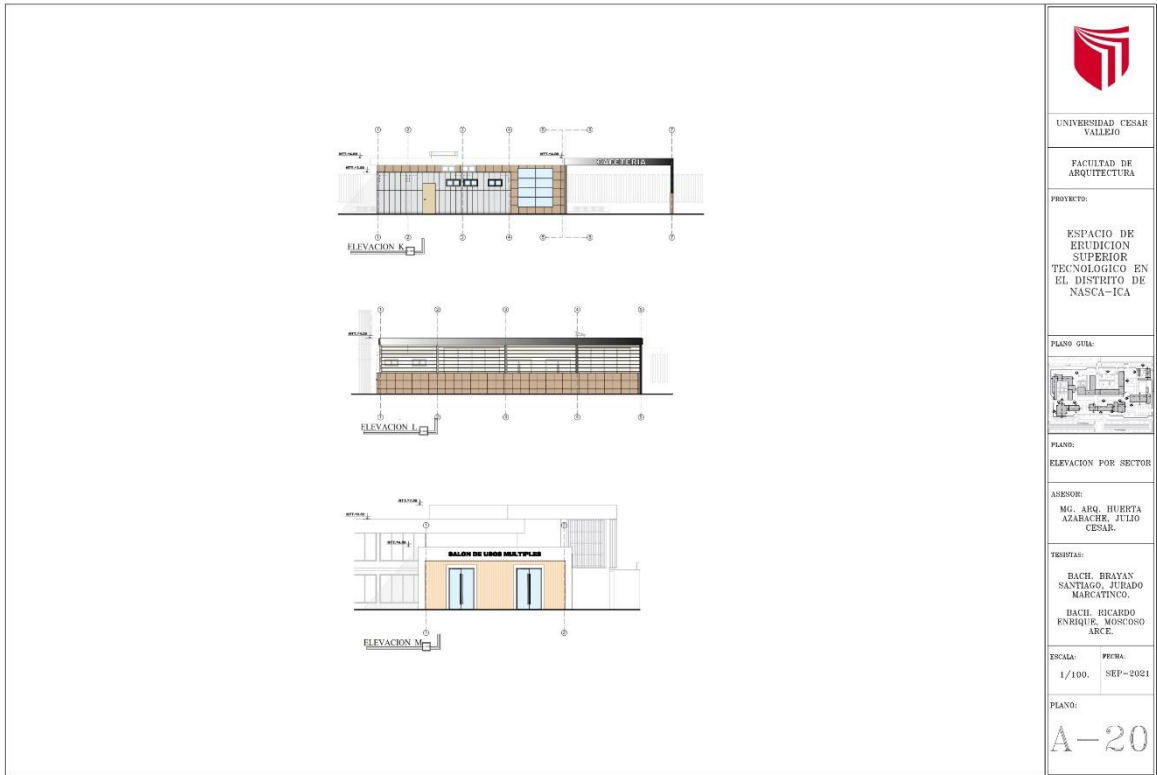 CAFETERIA
ELEVACION K
ELEVACION L
SALON DE USOS MULTIPLES
ELEVACION M
UNIVERSIDAD CESAR
VALLEJO
FACULTAD DE
ARQUITECTURA
PROYECTO:
ESPACIO DE
ERUDICION
SUPERIOR
TECNOLOGICO EN
EL DISTRITO DE
NASCA-ICA
PLANO GUIA:
PLANO:
ELEVACION POR SECTOR
ASESOR:
MG. ARQ. HUERTA
AZABACHE, JULIO
CESAR.
TESISTAS:
BACH. BRAYAN
SANTIAGO, JURADO
MARCATINCO.
BACH. RICARDO
ENRIQUE, MOSCOSO
ARCE.
ESCALA: FECHA:
1/100. SEP-2021
PLANO:
A-20